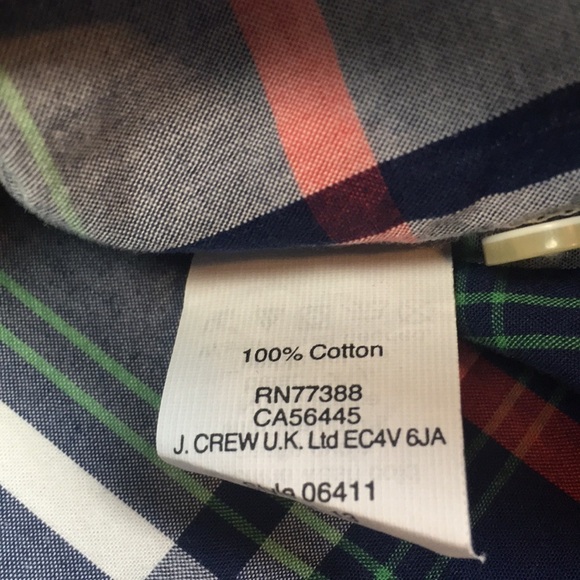 100% Cotton
RN77388
CA56445
J. CREW U.K. Ltd EC4V 6JA
06411